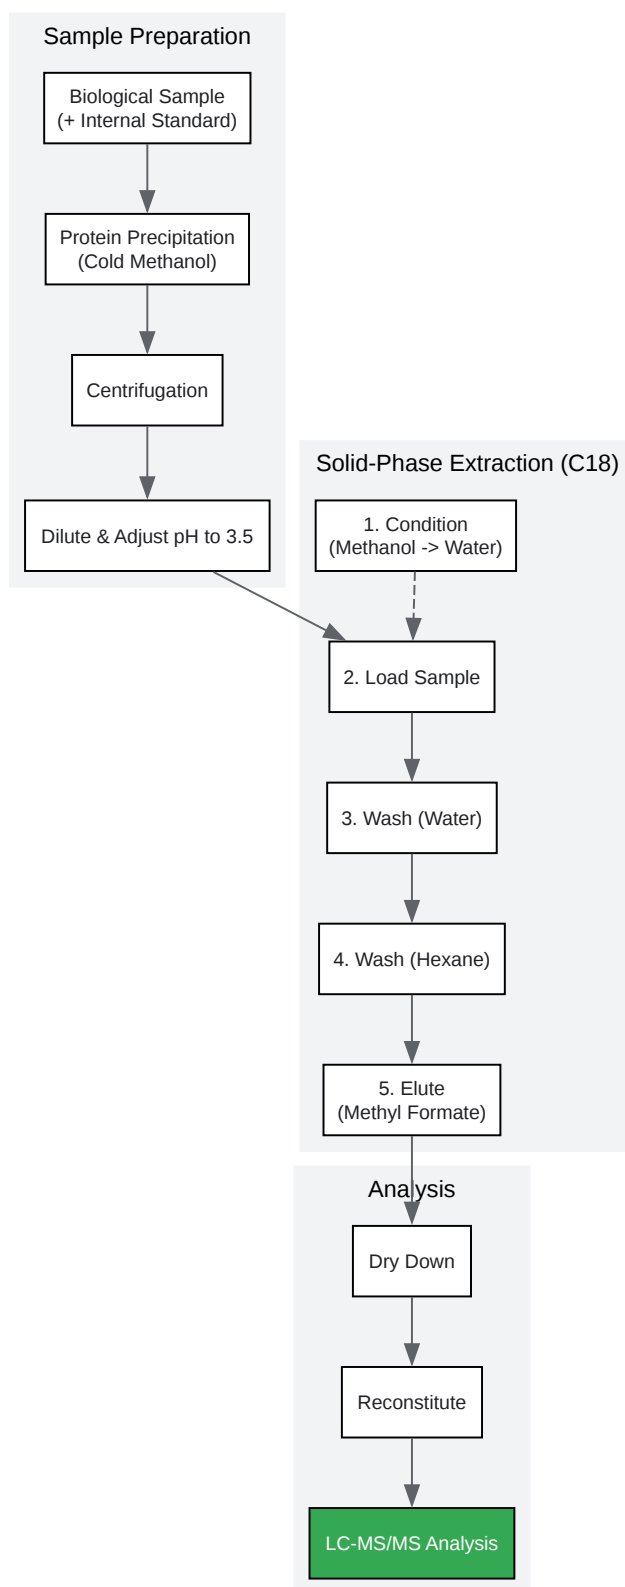 Sample Preparation
Biological Sample
(+ Internal Standard)
Protein Precipitation
(Cold Methanol)
Centrifugation
Dilute & Adjust pH to 3.5
Solid-Phase Extraction (C18)
1. Condition
(Methanol -> Water)
2. Load Sample
3. Wash (Water)
4. Wash (Hexane)
5. Elute
(Methyl Formate)
Analysis
Dry Down
Reconstitute
LC-MS/MS Analysis